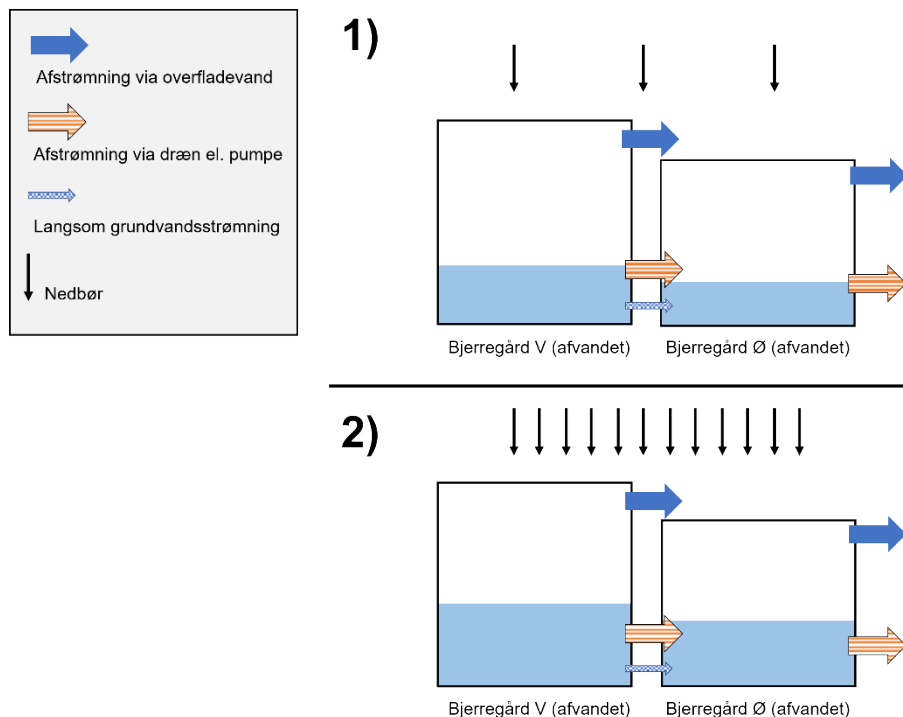 Afstrømning via overfladevand
Afstrømning via dræn el. pumpe
Langsom grundvandsstrømning
Nedbør
1)
Bjerregård V (afvandet)
Bjerregård Ø (afvandet)
2)
Bjerregård V (afvandet)
Bjerregård Ø (afvandet)